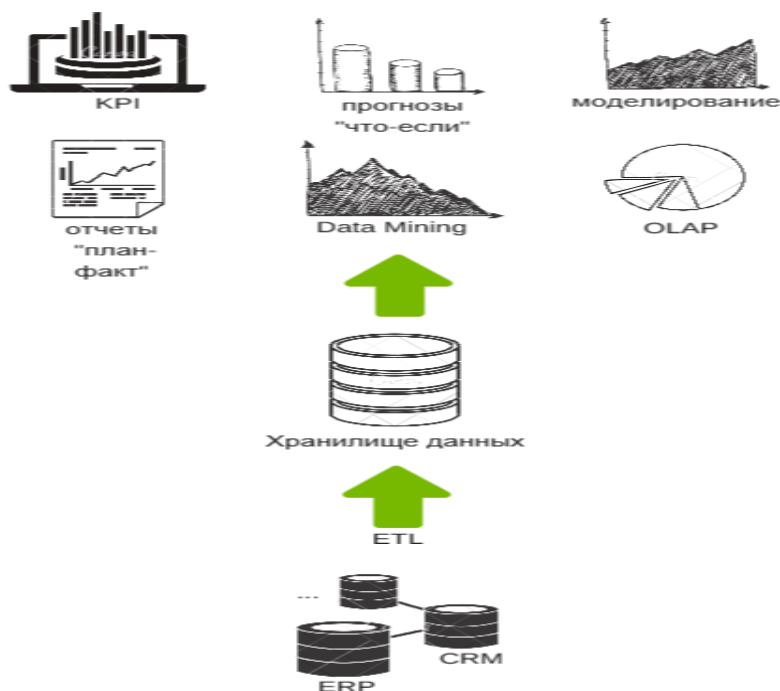 KPI
прогнозы
"что-если"
моделирование
отчеты
"план-
факт"
Data Mining
OLAP
Хранилище данных
ETL
...
CRM
ERP